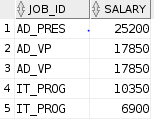 JOB_ID SALARY
1 AD_PRES 25200
2 AD_VP 17850
3 AD_VP 17850
4 IT_PROG 10350
5 IT_PROG 6900